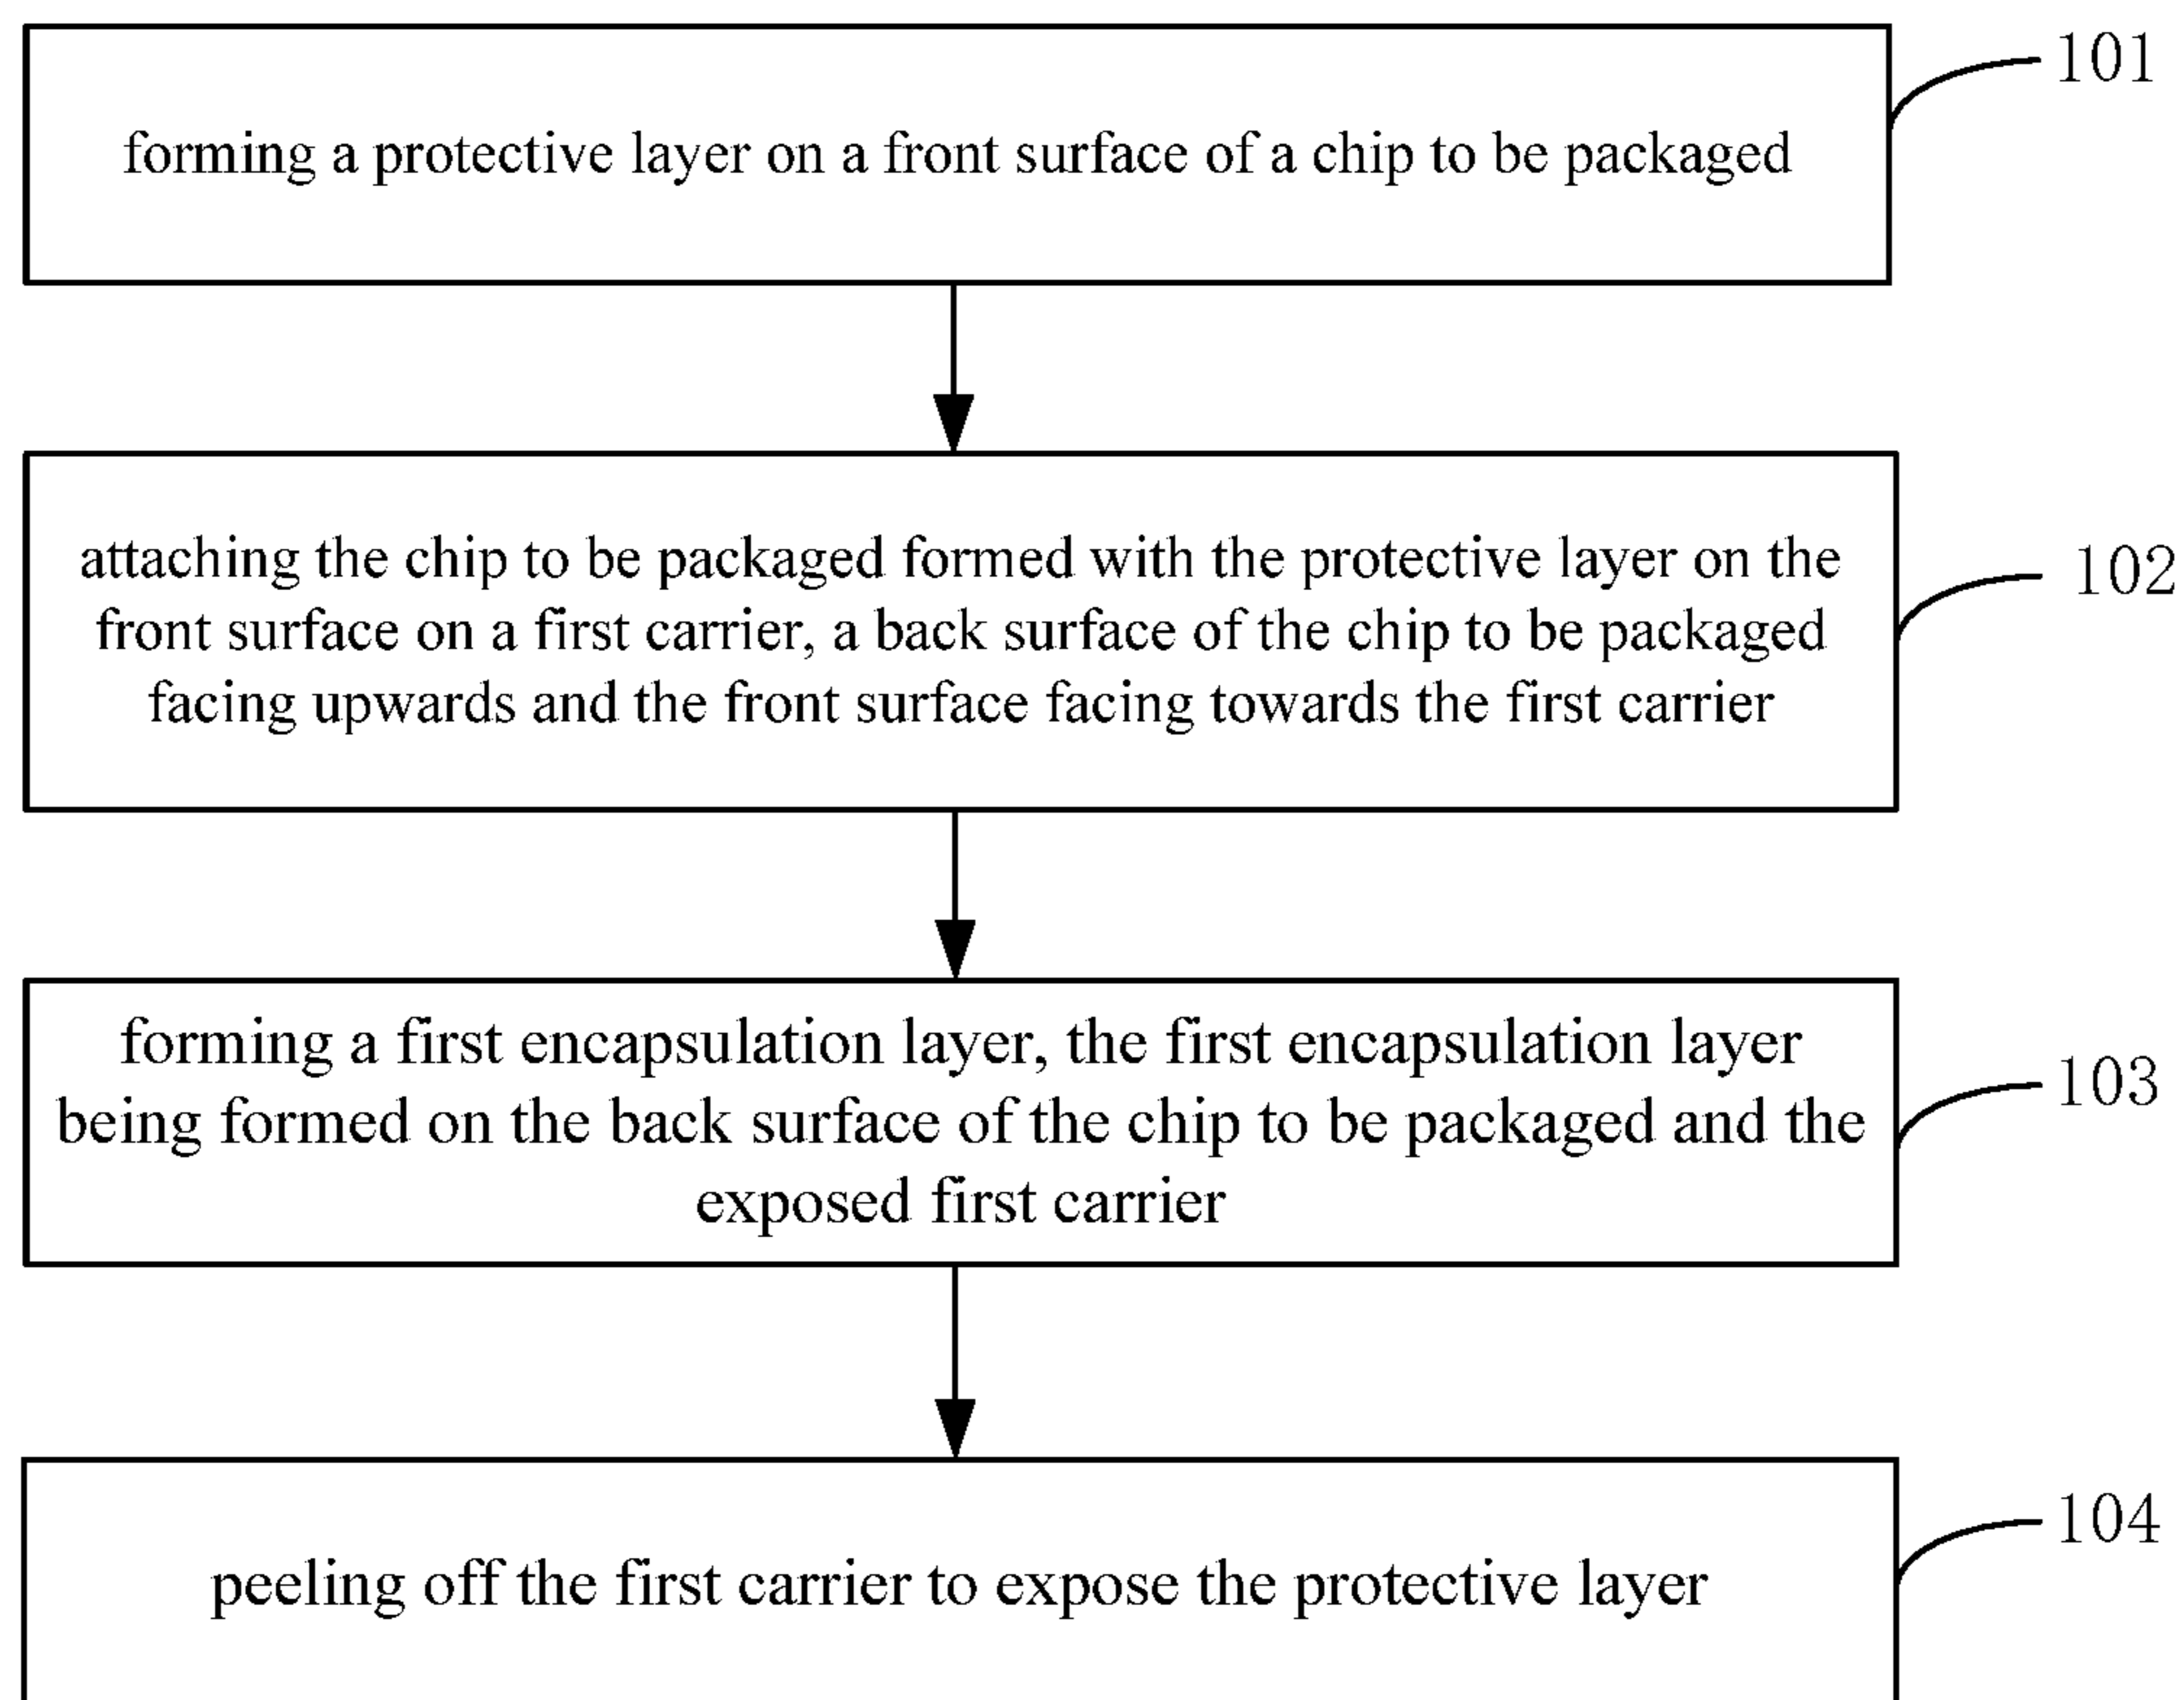 forming a protective layer on a front surface of a chip to be packaged
101
attaching the chip to be packaged formed with the protective layer on the
front surface on a first carrier, a back surface of the chip to be packaged
facing upwards and the front surface facing towards the first carrier
102
forming a first encapsulation layer, the first encapsulation layer
being formed on the back surface of the chip to be packaged and the
exposed first carrier
103
peeling off the first carrier to expose the protective layer
104